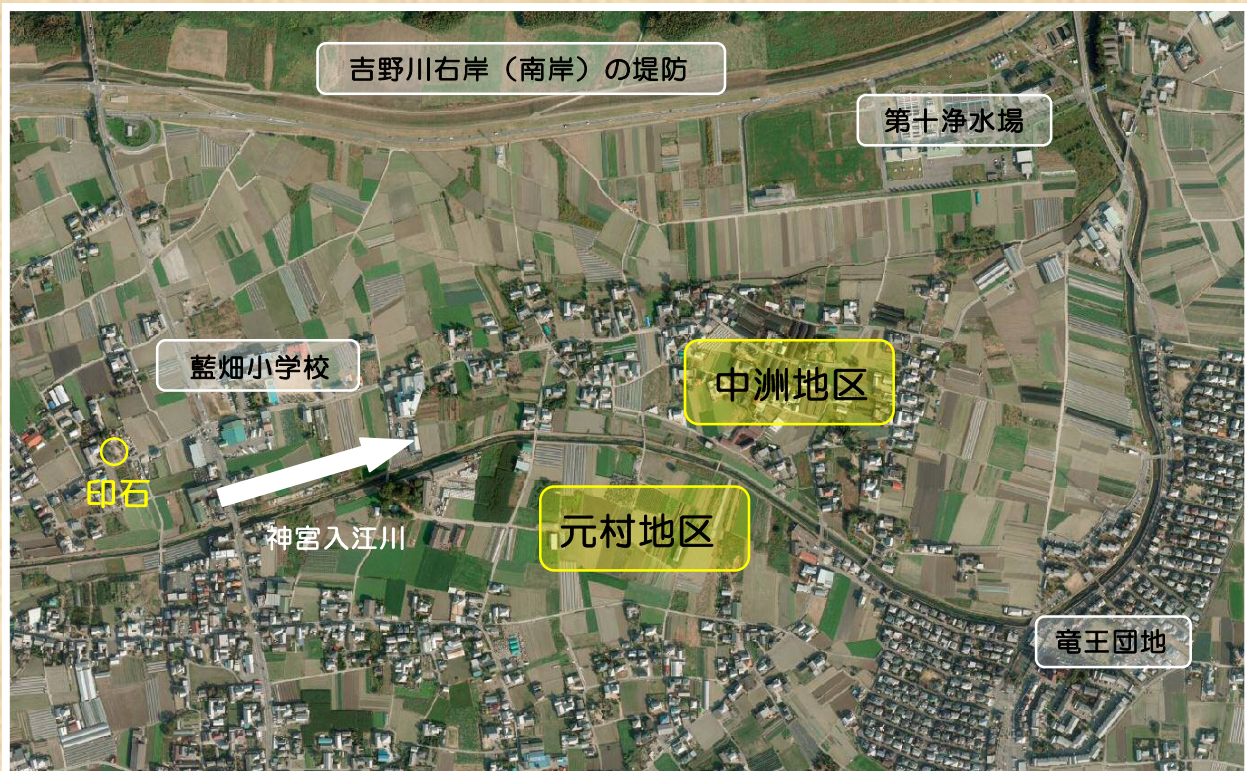 吉野川右岸（南岸）の堤防
第十浄水場
藍畑小学校
中洲地区
印石
神宮入江川
元村地区
竜王団地